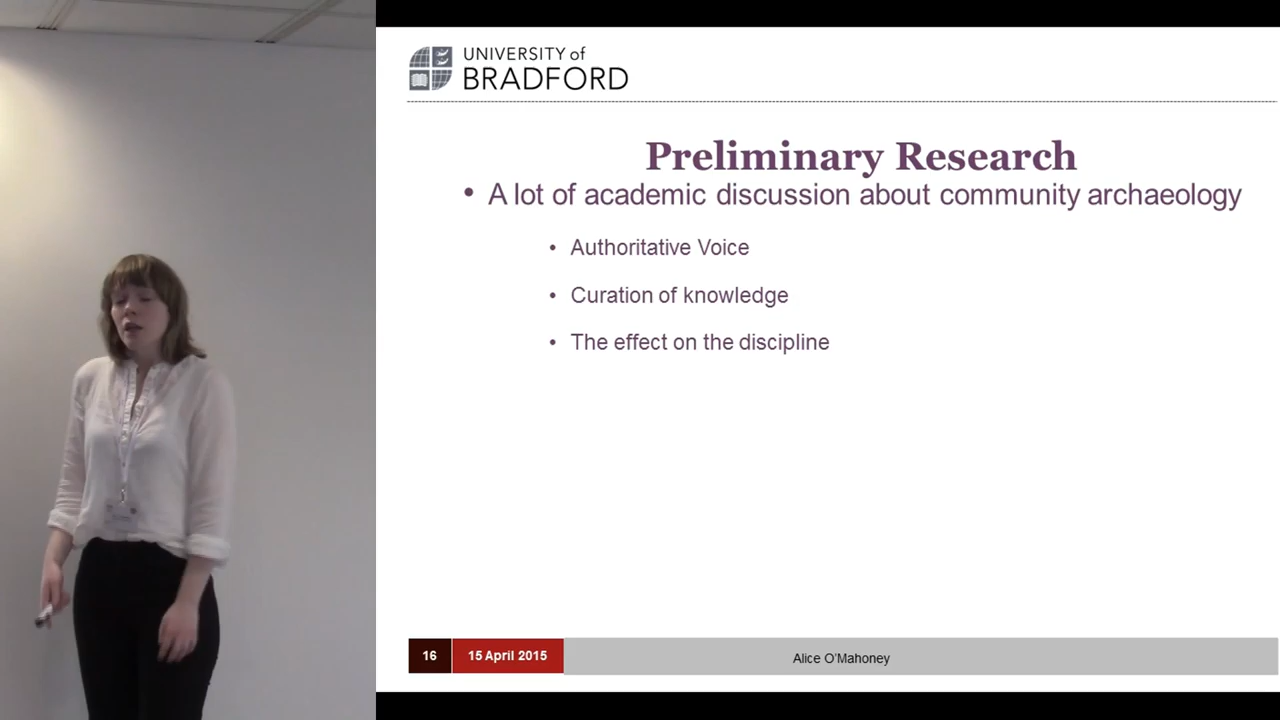 UNIVERSITY of
BRADFORD
Preliminary Research
• A lot of academic discussion about community archaeology
• Authoritative Voice
• Curation of knowledge
• The effect on the discipline
16 15 April 2015 Alice O'Mahoney